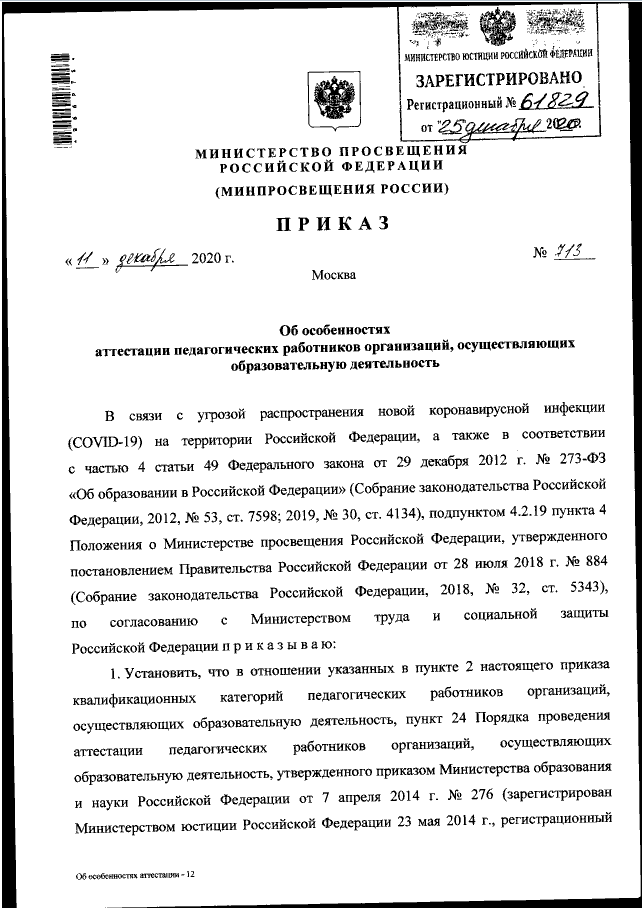 МИНИСТЕРСТВО ЮСТИЦИИ РОССИЙСКОЙ ФЕДЕРАЦИИ
ЗАРЕГИСТРИРОВАНО
Регистрационный № 61829
от "25 декабря 2020.
МИНИСТЕРСТВО ПРОСВЕЩЕНИЯ
РОССИЙСКОЙ ФЕДЕРАЦИИ
(МИНПРОСВЕЩЕНИЯ РОССИИ)
ПРИКАЗ
« 11 » декабря 2020 г.
№ 713
Москва
Об особенностях
аттестации педагогических работников организаций, осуществляющих
образовательную деятельность
В связи с угрозой распространения новой коронавирусной инфекции
(COVID-19) на территории Российской Федерации, а также в соответствии
с частью 4 статьи 49 Федерального закона от 29 декабря 2012 г. № 273-ФЗ
«Об образовании в Российской Федерации» (Собрание законодательства Российской
Федерации, 2012, № 53, ст. 7598; 2019, № 30, ст. 4134), подпунктом 4.2.19 пункта 4
Положения о Министерстве просвещения Российской Федерации, утвержденного
постановлением Правительства Российской Федерации от 28 июля 2018 г. № 884
(Собрание законодательства Российской Федерации, 2018, № 32, ст. 5343),
по согласованию с Министерством труда и социальной защиты
Российской Федерации п р и к а з ы в а ю:
1. Установить, что в отношении указанных в пункте 2 настоящего приказа
квалификационных категорий педагогических работников организаций,
осуществляющих образовательную деятельность, пункт 24 Порядка проведения
аттестации педагогических работников организаций, осуществляющих
образовательную деятельность, утвержденного приказом Министерства образования
и науки Российской Федерации от 7 апреля 2014 г. № 276 (зарегистрирован
Министерством юстиции Российской Федерации 23 мая 2014 г., регистрационный
Об особенностях аттестации - 12